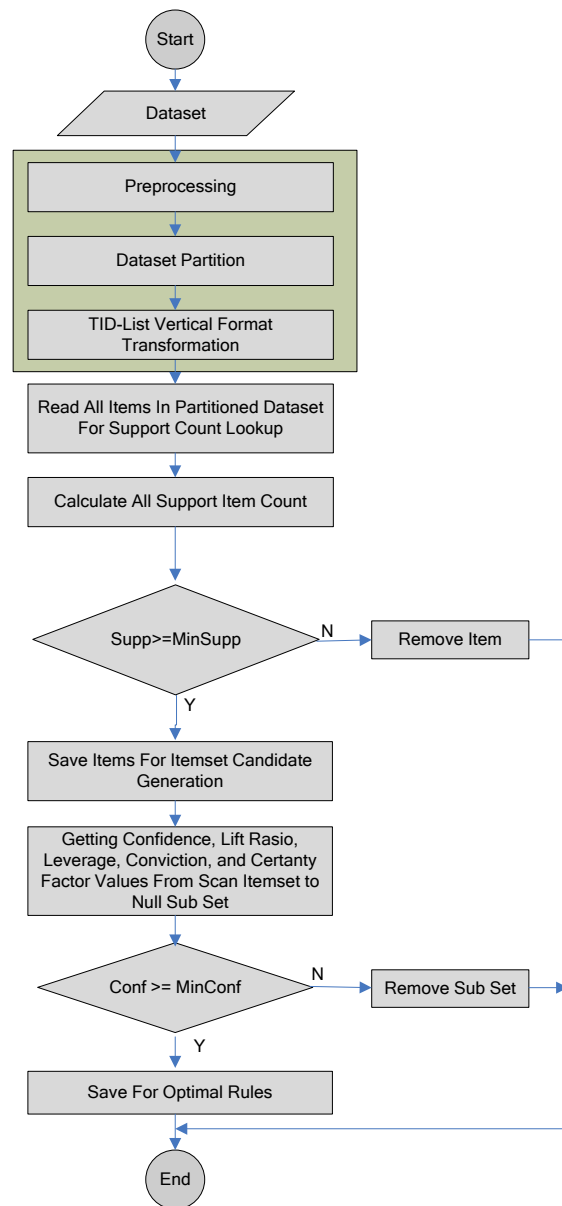 Start
Dataset
Preprocessing
Dataset Partition
TID-List Vertical Format
Transformation
Read All Items In Partitioned Dataset
For Support Count Lookup
Calculate All Support Item Count
Supp>=MinSupp
N
Remove Item
Y
Save Items For Itemset Candidate
Generation
Getting Confidence, Lift Rasio,
Leverage, Conviction, and Certanty
Factor Values From Scan Itemset to
Null Sub Set
Conf >= MinConf
N
Remove Sub Set
Y
Save For Optimal Rules
End